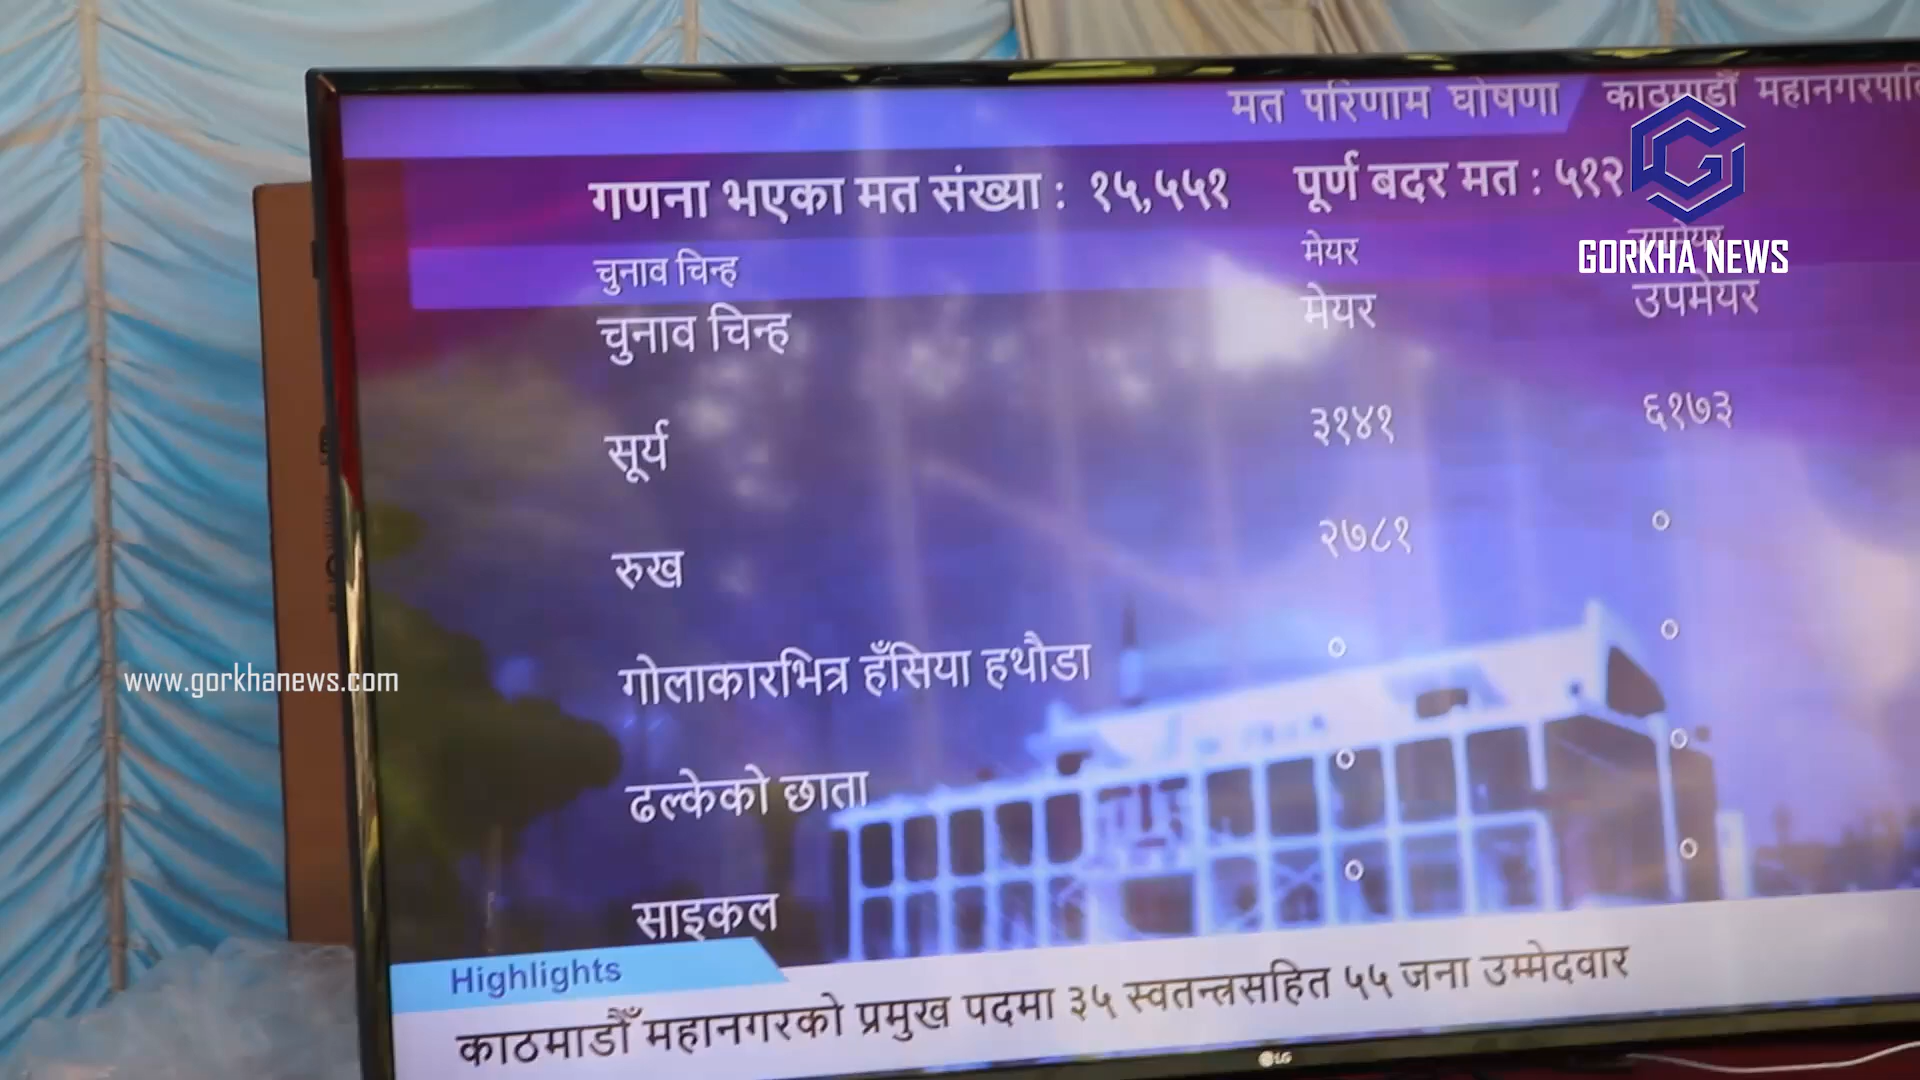 मत परिणाम घोषणा काठमाडौं
गणना भएका मत संख्या : १५,५५१ पूर्ण बदर मत : ५१२
चुनाव चिन्ह मेयर
GORKHA NEWS
चुनाव चिन्ह मेयर उपमेयर
सूर्य ३१४१ ६१७३
रुख २७८१ ०
गोलाकारभित्र हँसिया हथौडा ० ०
www.gorkhanews.com
ढल्केको छाता ० ०
साइकल ० ०
Highlights
काठमाडौँ महानगरको प्रमुख पदमा ३५ स्वतन्त्रसहित ५५ जना उम्मेदवार
LG